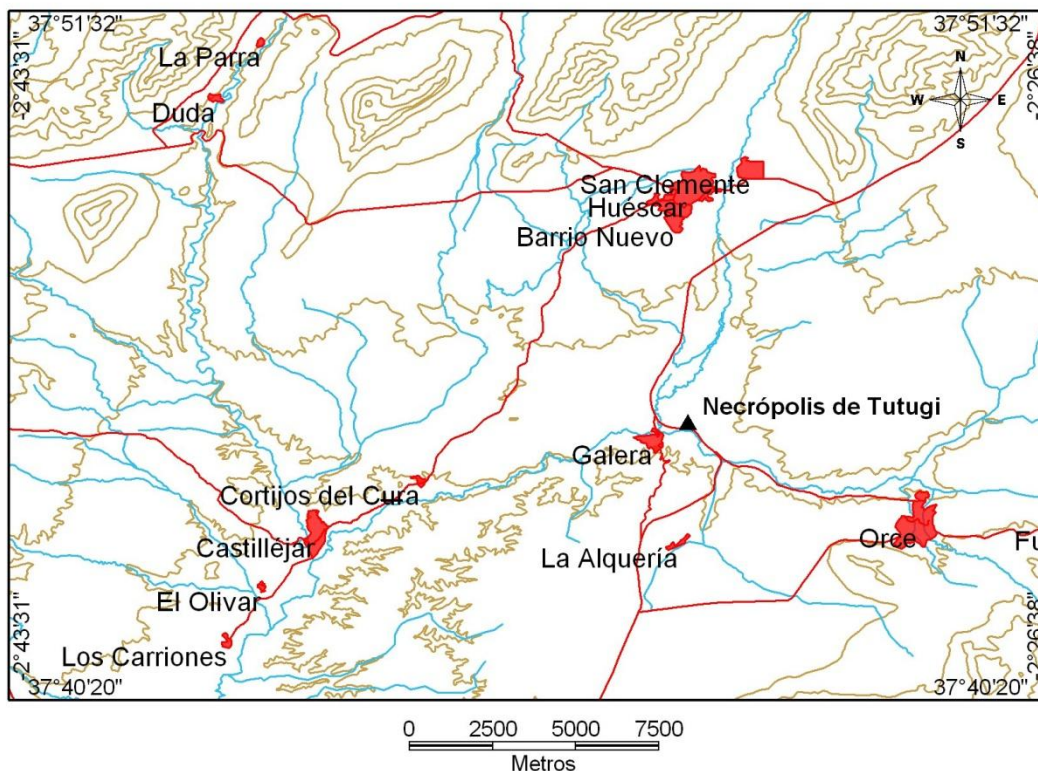 37°51'32"
37°51'32"
-2°43'31"
-2°26'38"
N
W
E
S
La Parra
Duda
San Clemente
Huéscar
Barrio Nuevo
Necrópolis de Tutugi
Galera
Cortijos del Cura
Castillejar
La Alquería
Orce
Fu
El Olivar
Los Carriones
-2°43'31"
-2°26'38"
37°40'20"
37°40'20"
0 2500 5000 7500
Metros